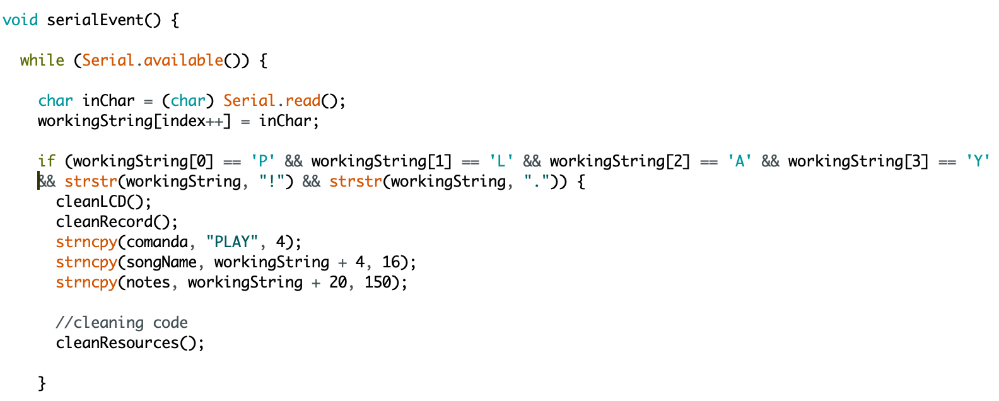 void serialEvent() {
while (Serial.available()) {
char inChar = (char) Serial.read();
workingString[index++] = inChar;
if (workingString[0] == 'P' && workingString[1] == 'L' && workingString[2] == 'A' && workingString[3] == 'Y'
&& strstr(workingString, "!") && strstr(workingString, ".")) {
cleanLCD();
cleanRecord();
strncpy(comanda, "PLAY", 4);
strncpy(songName, workingString + 4, 16);
strncpy(notes, workingString + 20, 150);
//cleaning code
cleanResources();
}